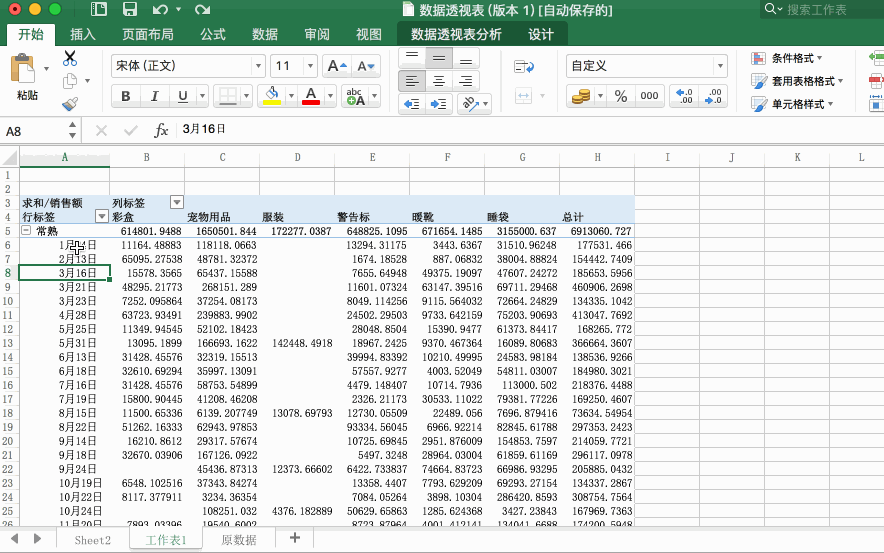 数据透视表 (版本 1) [自动保存的]
搜索工作表
开始 插入 页面布局 公式 数据 审阅 视图 数据透视表分析 设计
粘贴 宋体 (正文) 11 A A 自定义 条件格式
B I U A abc A % 000 .00 .0 套用表格格式
单元格样式
A8 fx 3月16日
A B C D E F G H I J K L
1
2
3 求和/销售额 列标签
4 行标签 彩盒 宠物用品 服装 警告标 暖靴 睡袋 总计
5 常熟 614801.9488 1650501.844 172277.0387 648825.1095 671654.1485 3155000.637 6913060.727
6 11164.48883 118118.0663 13294.31175 3443.6367 31510.96248 177531.466
7 2月13日 65095.27538 48781.32372 1674.18528 887.06832 38004.88824 154442.7409
8 3月16日 15578.3565 65437.15588 7655.64948 49375.19097 47607.24272 185653.5956
9 3月21日 48295.21773 268151.289 11601.07324 63147.39516 69711.29468 460906.2698
10 3月23日 7252.095864 37254.08173 8049.114256 9115.564032 72664.24829 134335.1042
11 4月28日 63723.93491 239883.9902 24502.29503 9733.642159 75203.90693 413047.7692
12 5月25日 11349.94545 52102.18423 28048.8504 15390.9477 61373.84417 168265.772
13 5月31日 13095.1899 166693.1622 142448.4918 18967.2425 9370.467364 16089.80683 366664.3607
14 6月13日 31428.45576 32319.15513 39994.83392 10210.49995 24583.98184 138536.9266
15 6月18日 32610.69294 35997.13091 57557.9277 4003.52049 54811.03007 184980.3021
16 7月16日 31428.45576 58753.54899 4479.148407 10714.7936 113000.502 218376.4488
17 7月19日 15800.90445 41208.46208 2326.21173 30533.11022 79381.77226 169250.4607
18 8月15日 11500.65336 6139.207749 13078.69793 12730.05509 22489.056 7696.879416 73634.54954
19 8月22日 51262.16333 62943.97853 93334.56045 6966.92214 82845.61788 297353.2423
20 9月14日 16210.8612 29317.57674 10725.69845 2951.876009 154853.7597 214059.7721
21 9月18日 32670.03906 167126.0922 5497.3248 28964.03004 61859.61169 296117.0978
22 9月24日 45436.87313 12373.66602 6422.733837 74664.83723 66986.93295 205885.0432
23 10月19日 6548.102516 37343.84274 13358.4407 7793.629209 69293.27154 134337.2867
24 10月22日 8117.377911 3234.36354 7084.05264 3898.10304 286420.8593 308754.7564
25 10月24日 108251.032 4376.182889 50629.65863 1285.624368 3427.23843 167969.7363
26 11月20日 7893.03396 19540.6002 8723.87964 4001.412141 134041.6688 174200.5948
Sheet2 工作表1 原数据 +